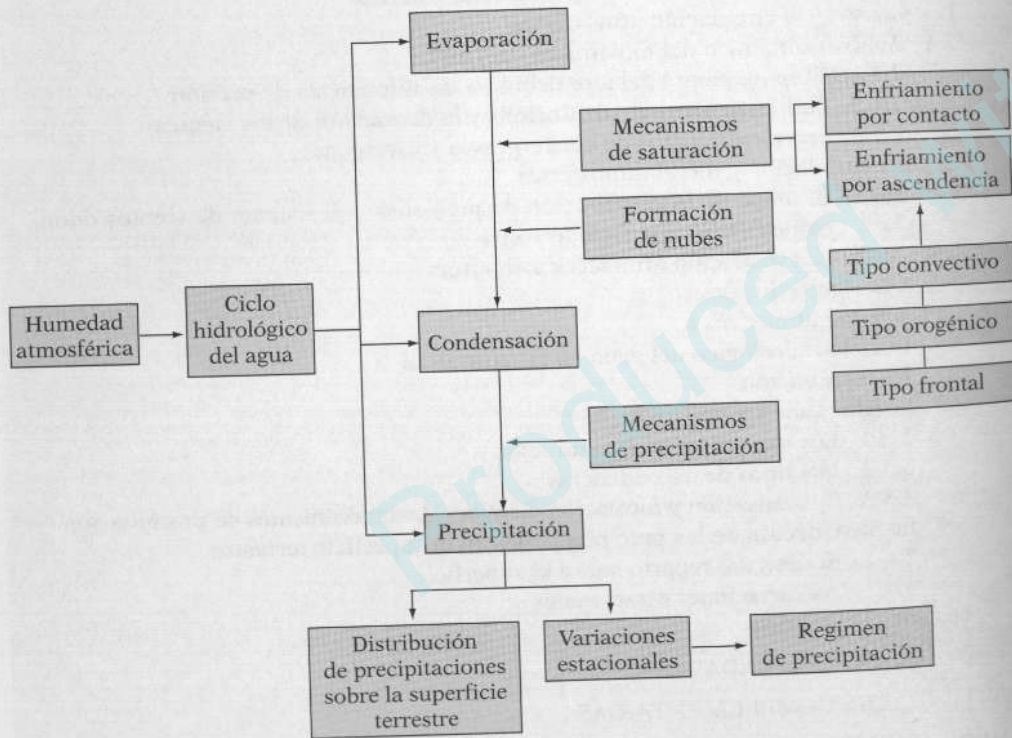 Evaporación
Mecanismos
de saturación
Enfriamiento
por contacto
Enfriamiento
por ascendencia
Formación
de nubes
Tipo convectivo
Humedad
atmosférica
Ciclo
hidrológico
del agua
Condensación
Tipo orogénico
Tipo frontal
Mecanismos
de precipitación
Precipitación
Distribución
de precipitaciones
sobre la superficie
terrestre
Variaciones
estacionales
Regimen
de precipitación
Produced w